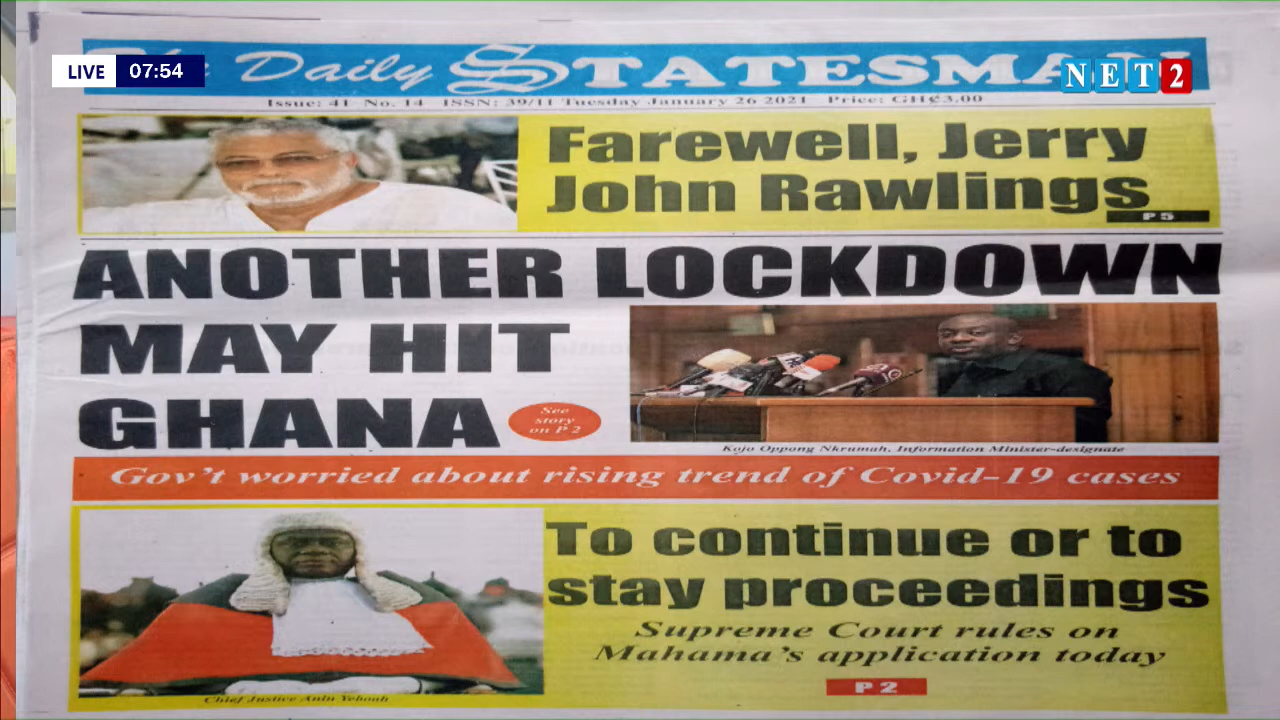 LIVE 07:54
Daily STATESMA
NET2
Issue: 41 No. 14 ISSN: 39/11 Tuesday January 26 2021 Price: GH¢3.00
Farewell, Jerry
John Rawlings
P 5
ANOTHER LOCKDOWN
MAY HIT
GHANA
See
story
on P 2
Kojo Oppong Nkrumah, Information Minister-designate
Gov't worried about rising trend of Covid-19 cases
To continue or to
stay proceedings
Supreme Court rules on
Mahama's application today
P 2
Chief Justice Anin Yeboah